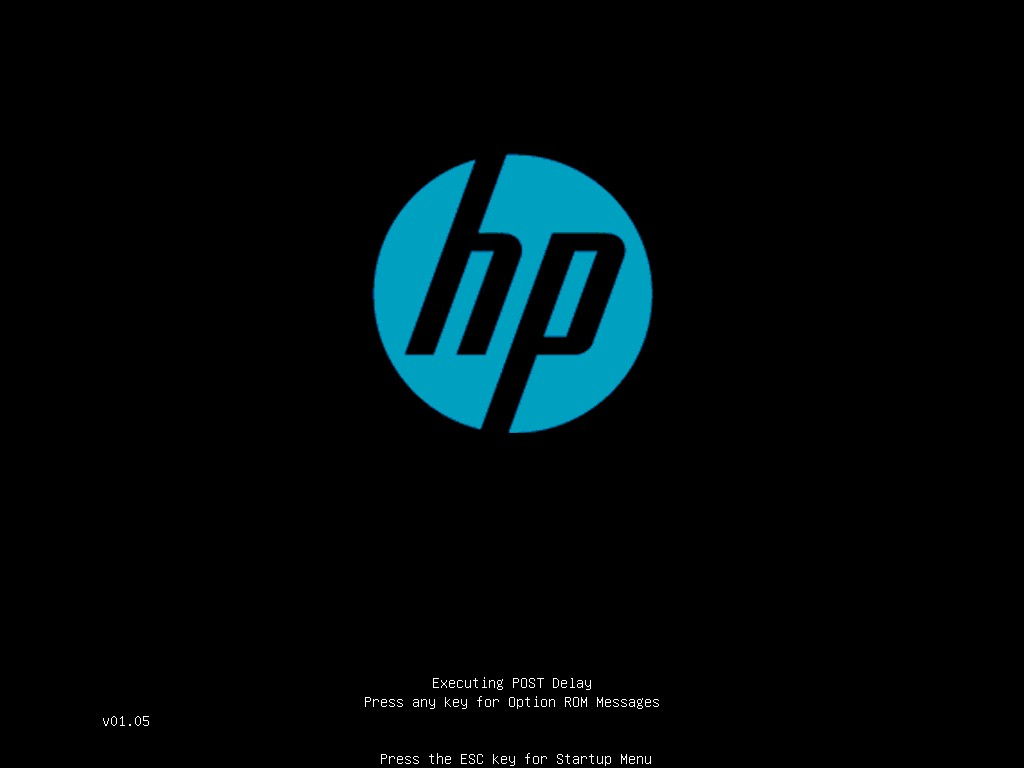 hp
Executing POST Delay
Press any key for Option ROM Messages
v01.05
Press the ESC key for Startup Menu